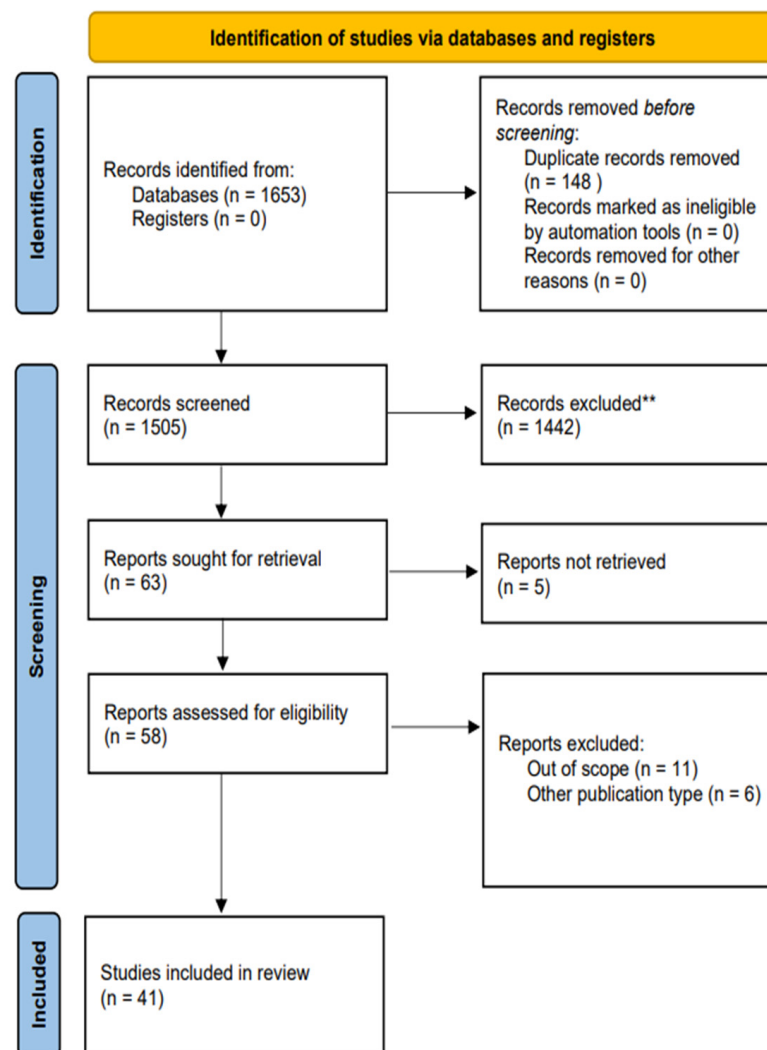 Identification of studies via databases and registers
Identification
Records identified from:
Databases (n = 1653)
Registers (n = 0)
Records removed before
screening:
Duplicate records removed
(n = 148 )
Records marked as ineligible
by automation tools (n = 0)
Records removed for other
reasons (n = 0)
Screening
Records screened
(n = 1505)
Records excluded**
(n = 1442)
Reports sought for retrieval
(n = 63)
Reports not retrieved
(n = 5)
Reports assessed for eligibility
(n = 58)
Reports excluded:
Out of scope (n = 11)
Other publication type (n = 6)
Included
Studies included in review
(n = 41)